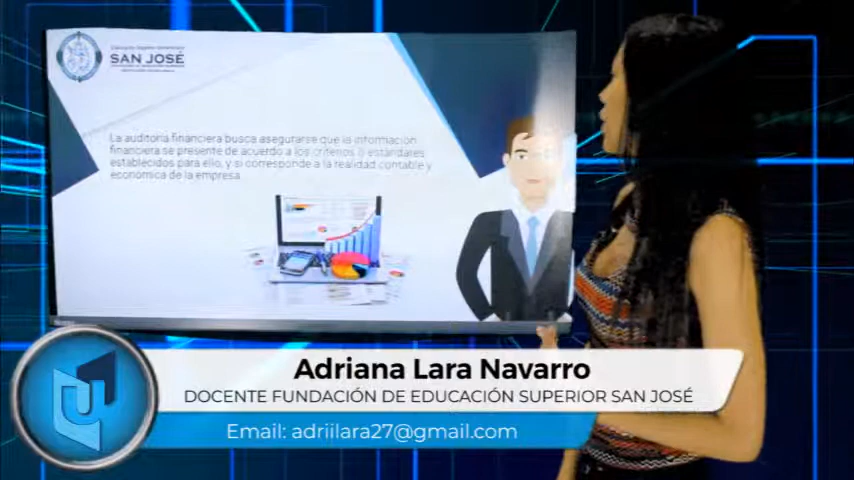 SAN JOSÉ
La auditoria financiera busca asegurarse que la información
financiera se presente de acuerdo a los criterios o estándares
establecidos para ello, y si corresponde a la realidad contable y
económica de la empresa
Adriana Lara Navarro
DOCENTE FUNDACIÓN DE EDUCACIÓN SUPERIOR SAN JOSÉ
Email: adriilara27@gmail.com